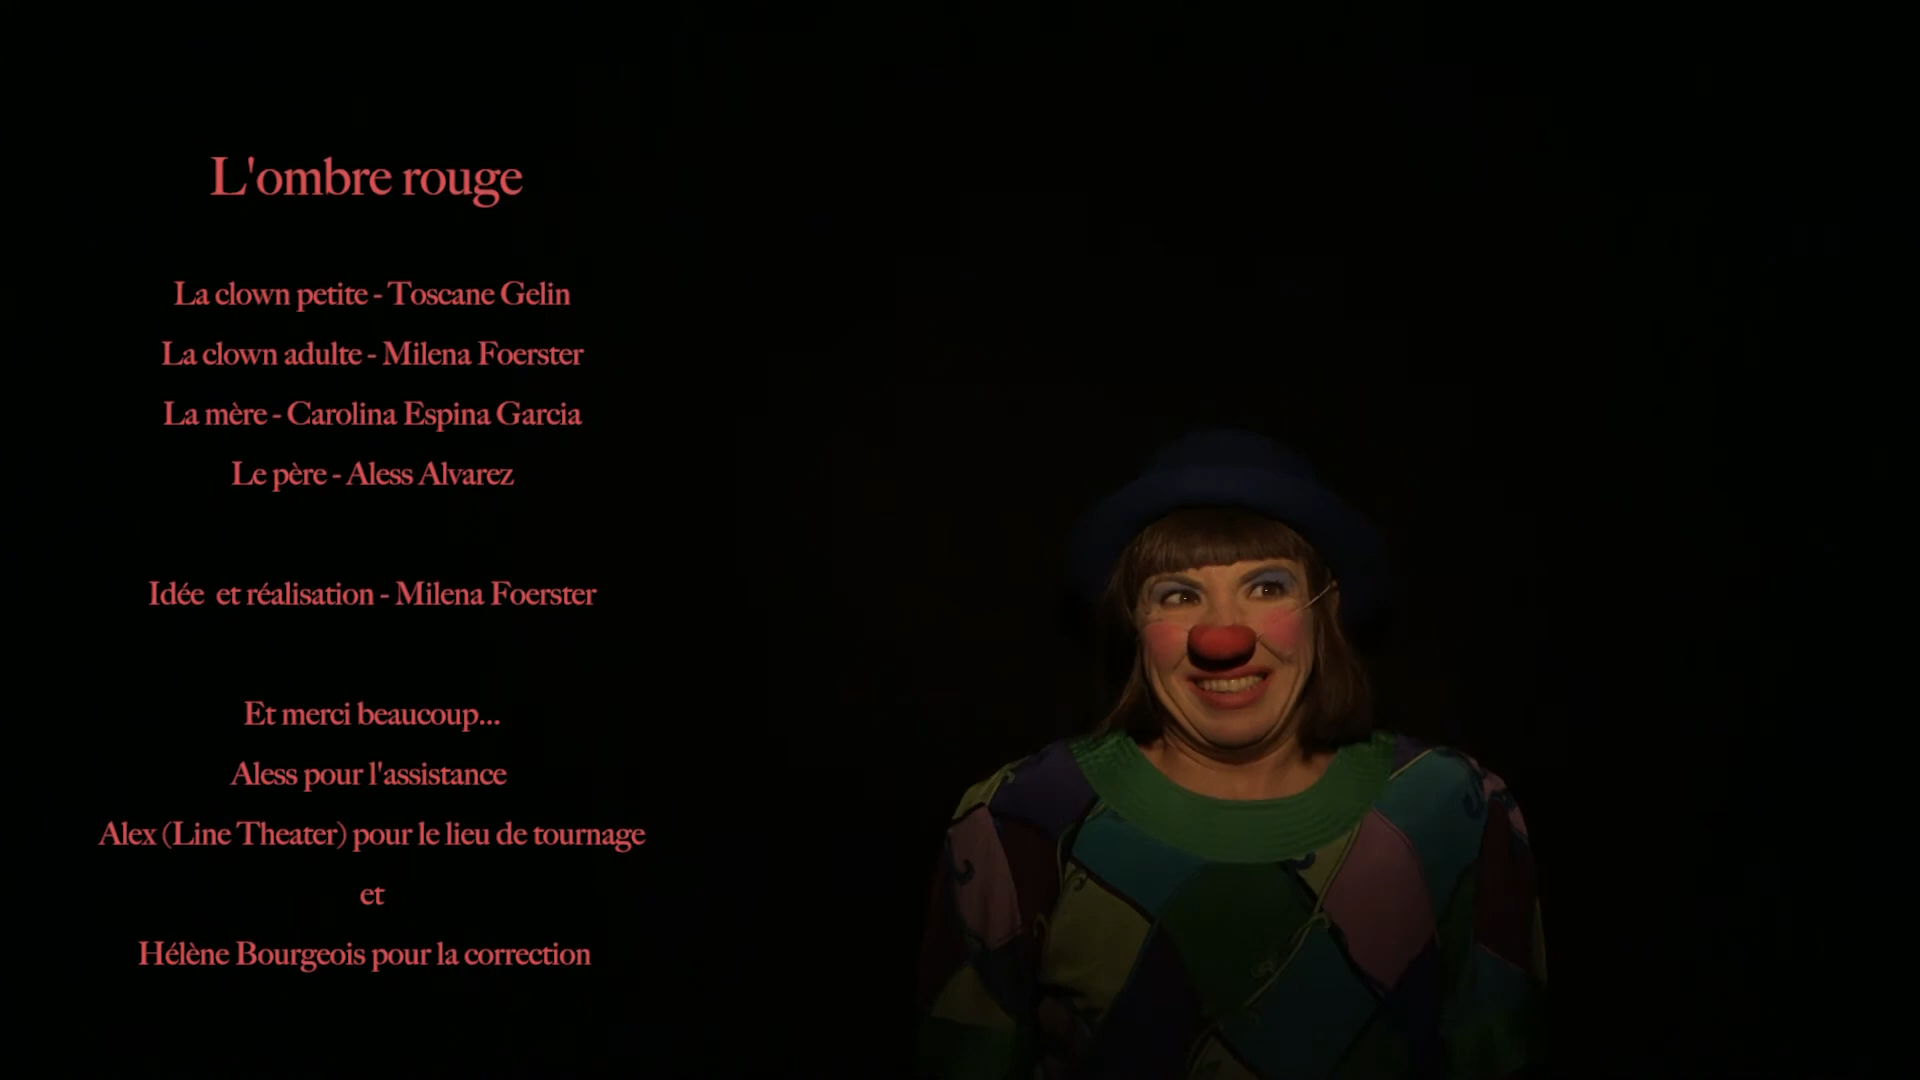 L'ombre rouge
La clown petite - Toscane Gelin
La clown adulte - Milena Foerster
La mère - Carolina Espina Garcia
Le père - Aless Alvarez
Idée  et réalisation - Milena Foerster
Et merci beaucoup...
Aless pour l'assistance
Alex (Line Theater) pour le lieu de tournage
et
Hélène Bourgeois pour la correction